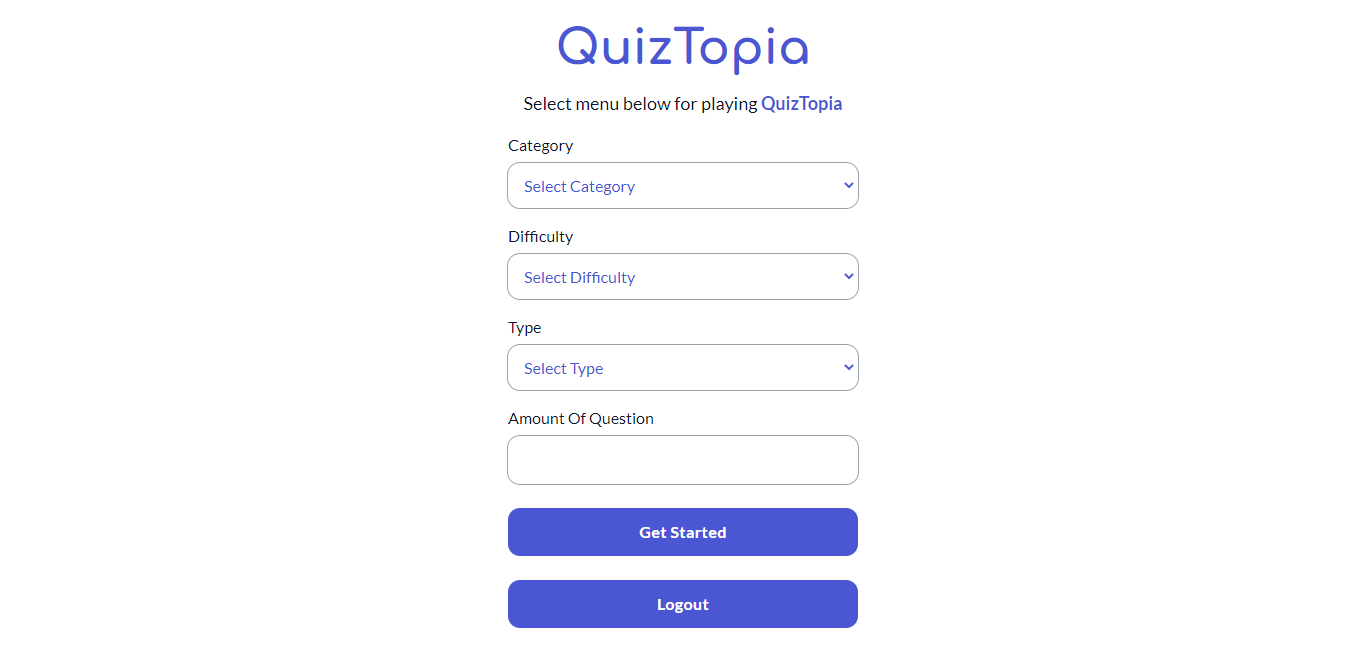 QuizTopia
Select menu below for playing QuizTopia
Category
Select Category
Difficulty
Select Difficulty
Type
Select Type
Amount Of Question
Get Started
Logout